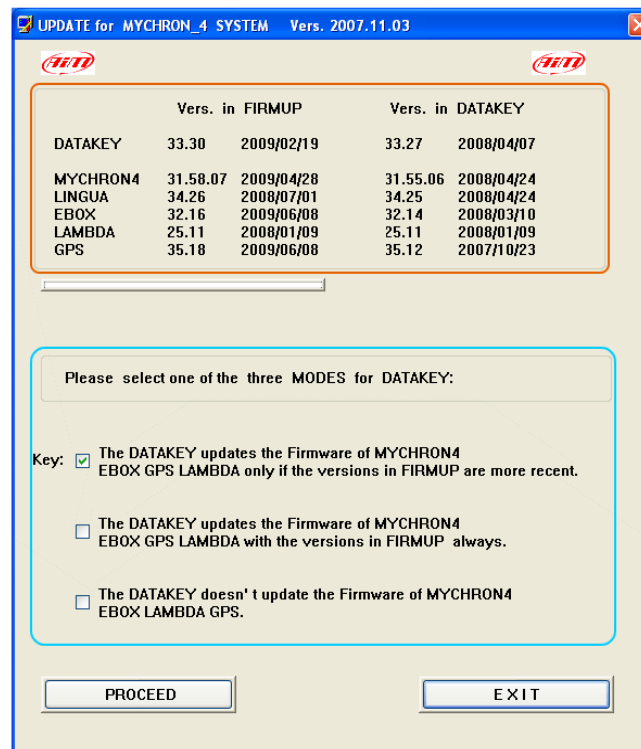 UPDATE for MYCHRON_4 SYSTEM Vers. 2007.11.03
AiM AiM
Vers. in FIRMUP Vers. in DATAKEY
DATAKEY 33.30 2009/02/19 33.27 2008/04/07
MYCHRON4 31.58.07 2009/04/28 31.55.06 2008/04/24
LINGUA 34.26 2008/07/01 34.25 2008/04/24
EBOX 32.16 2009/06/08 32.14 2008/03/10
LAMBDA 25.11 2008/01/09 25.11 2008/01/09
GPS 35.18 2009/06/08 35.12 2007/10/23
Please select one of the three MODES for DATAKEY:
Key: The DATAKEY updates the Firmware of MYCHRON4
EBOX GPS LAMBDA only if the versions in FIRMUP are more recent.
The DATAKEY updates the Firmware of MYCHRON4
EBOX GPS LAMBDA with the versions in FIRMUP always.
The DATAKEY doesn' t update the Firmware of MYCHRON4
EBOX LAMBDA GPS.
PROCEED EXIT